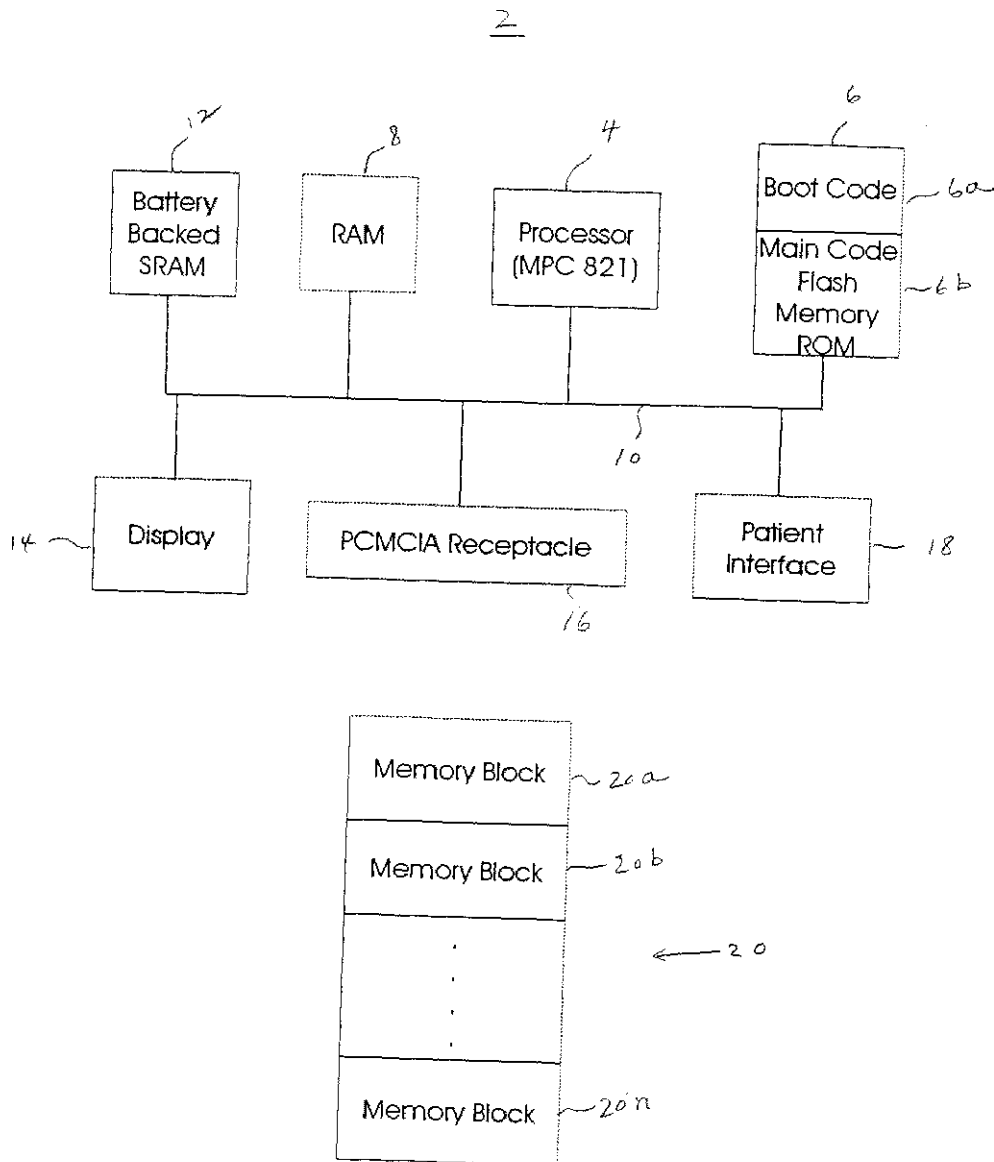 2
12
8
4
6
Battery
Backed
SRAM
RAM
Processor
(MPC 821)
Boot Code
6a
Main Code
Flash
Memory
ROM
6b
10
14
Display
PCMCIA Receptacle
16
Patient
Interface
18
Memory Block
20a
Memory Block
20b
20
Memory Block
20n